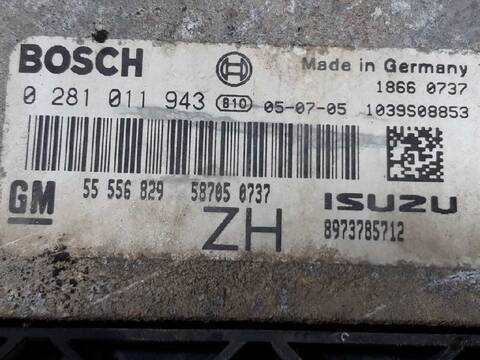 BOSCH Made in Germany
1866 0737
0 281 011 943 B10 05-07-05 1039S08853
GM 55 556 829 58705 0737 ISUZU
ZH 8973785712